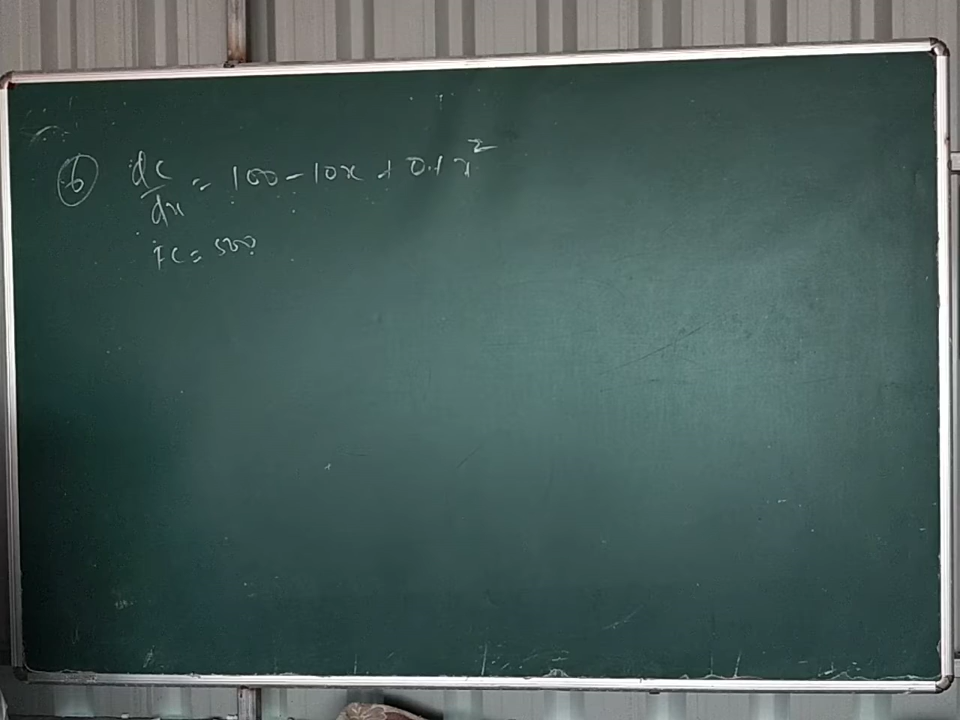 ⑥ dc/dx = 100 - 10x + 0.1x²
FC = 500